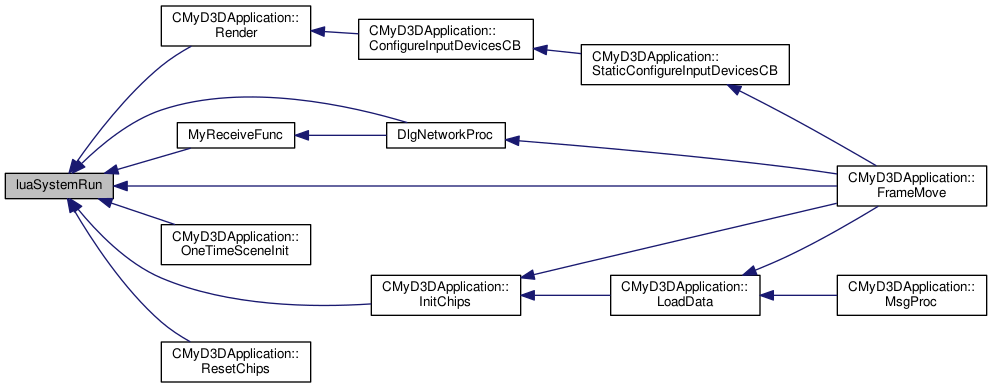 CMyD3DApplication::
Render
CMyD3DApplication::
ConfigureInputDevicesCB
CMyD3DApplication::
StaticConfigureInputDevicesCB
MyReceiveFunc
DlgNetworkProc
luaSystemRun
CMyD3DApplication::
FrameMove
CMyD3DApplication::
OneTimeSceneInit
CMyD3DApplication::
InitChips
CMyD3DApplication::
LoadData
CMyD3DApplication::
MsgProc
CMyD3DApplication::
ResetChips